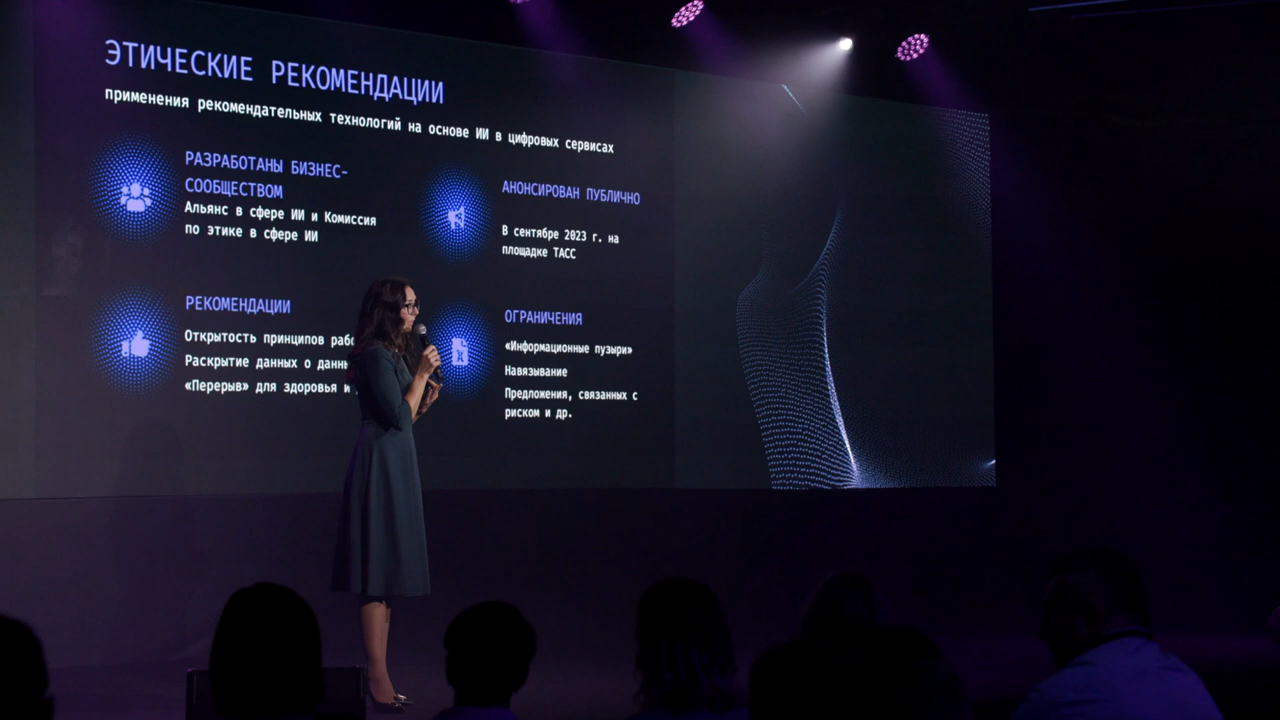 ЭТИЧЕСКИЕ РЕКОМЕНДАЦИИ
применения рекомендательных технологий на основе ИИ в цифровых сервисах
РАЗРАБОТАНЫ БИЗНЕС-
СООБЩЕСТВОМ
Альянс в сфере ИИ и Комиссия
по этике в сфере ИИ
АНОНСИРОВАН ПУБЛИЧНО
В сентябре 2023 г. на
площадке ТАСС
РЕКОМЕНДАЦИИ
Открытость принципов
Раскрытие данных о
«Перерыв» для здоровья и
ОГРАНИЧЕНИЯ
«Информационные пузыри»
Навязывание
Предложения, связанных с
риском и др.